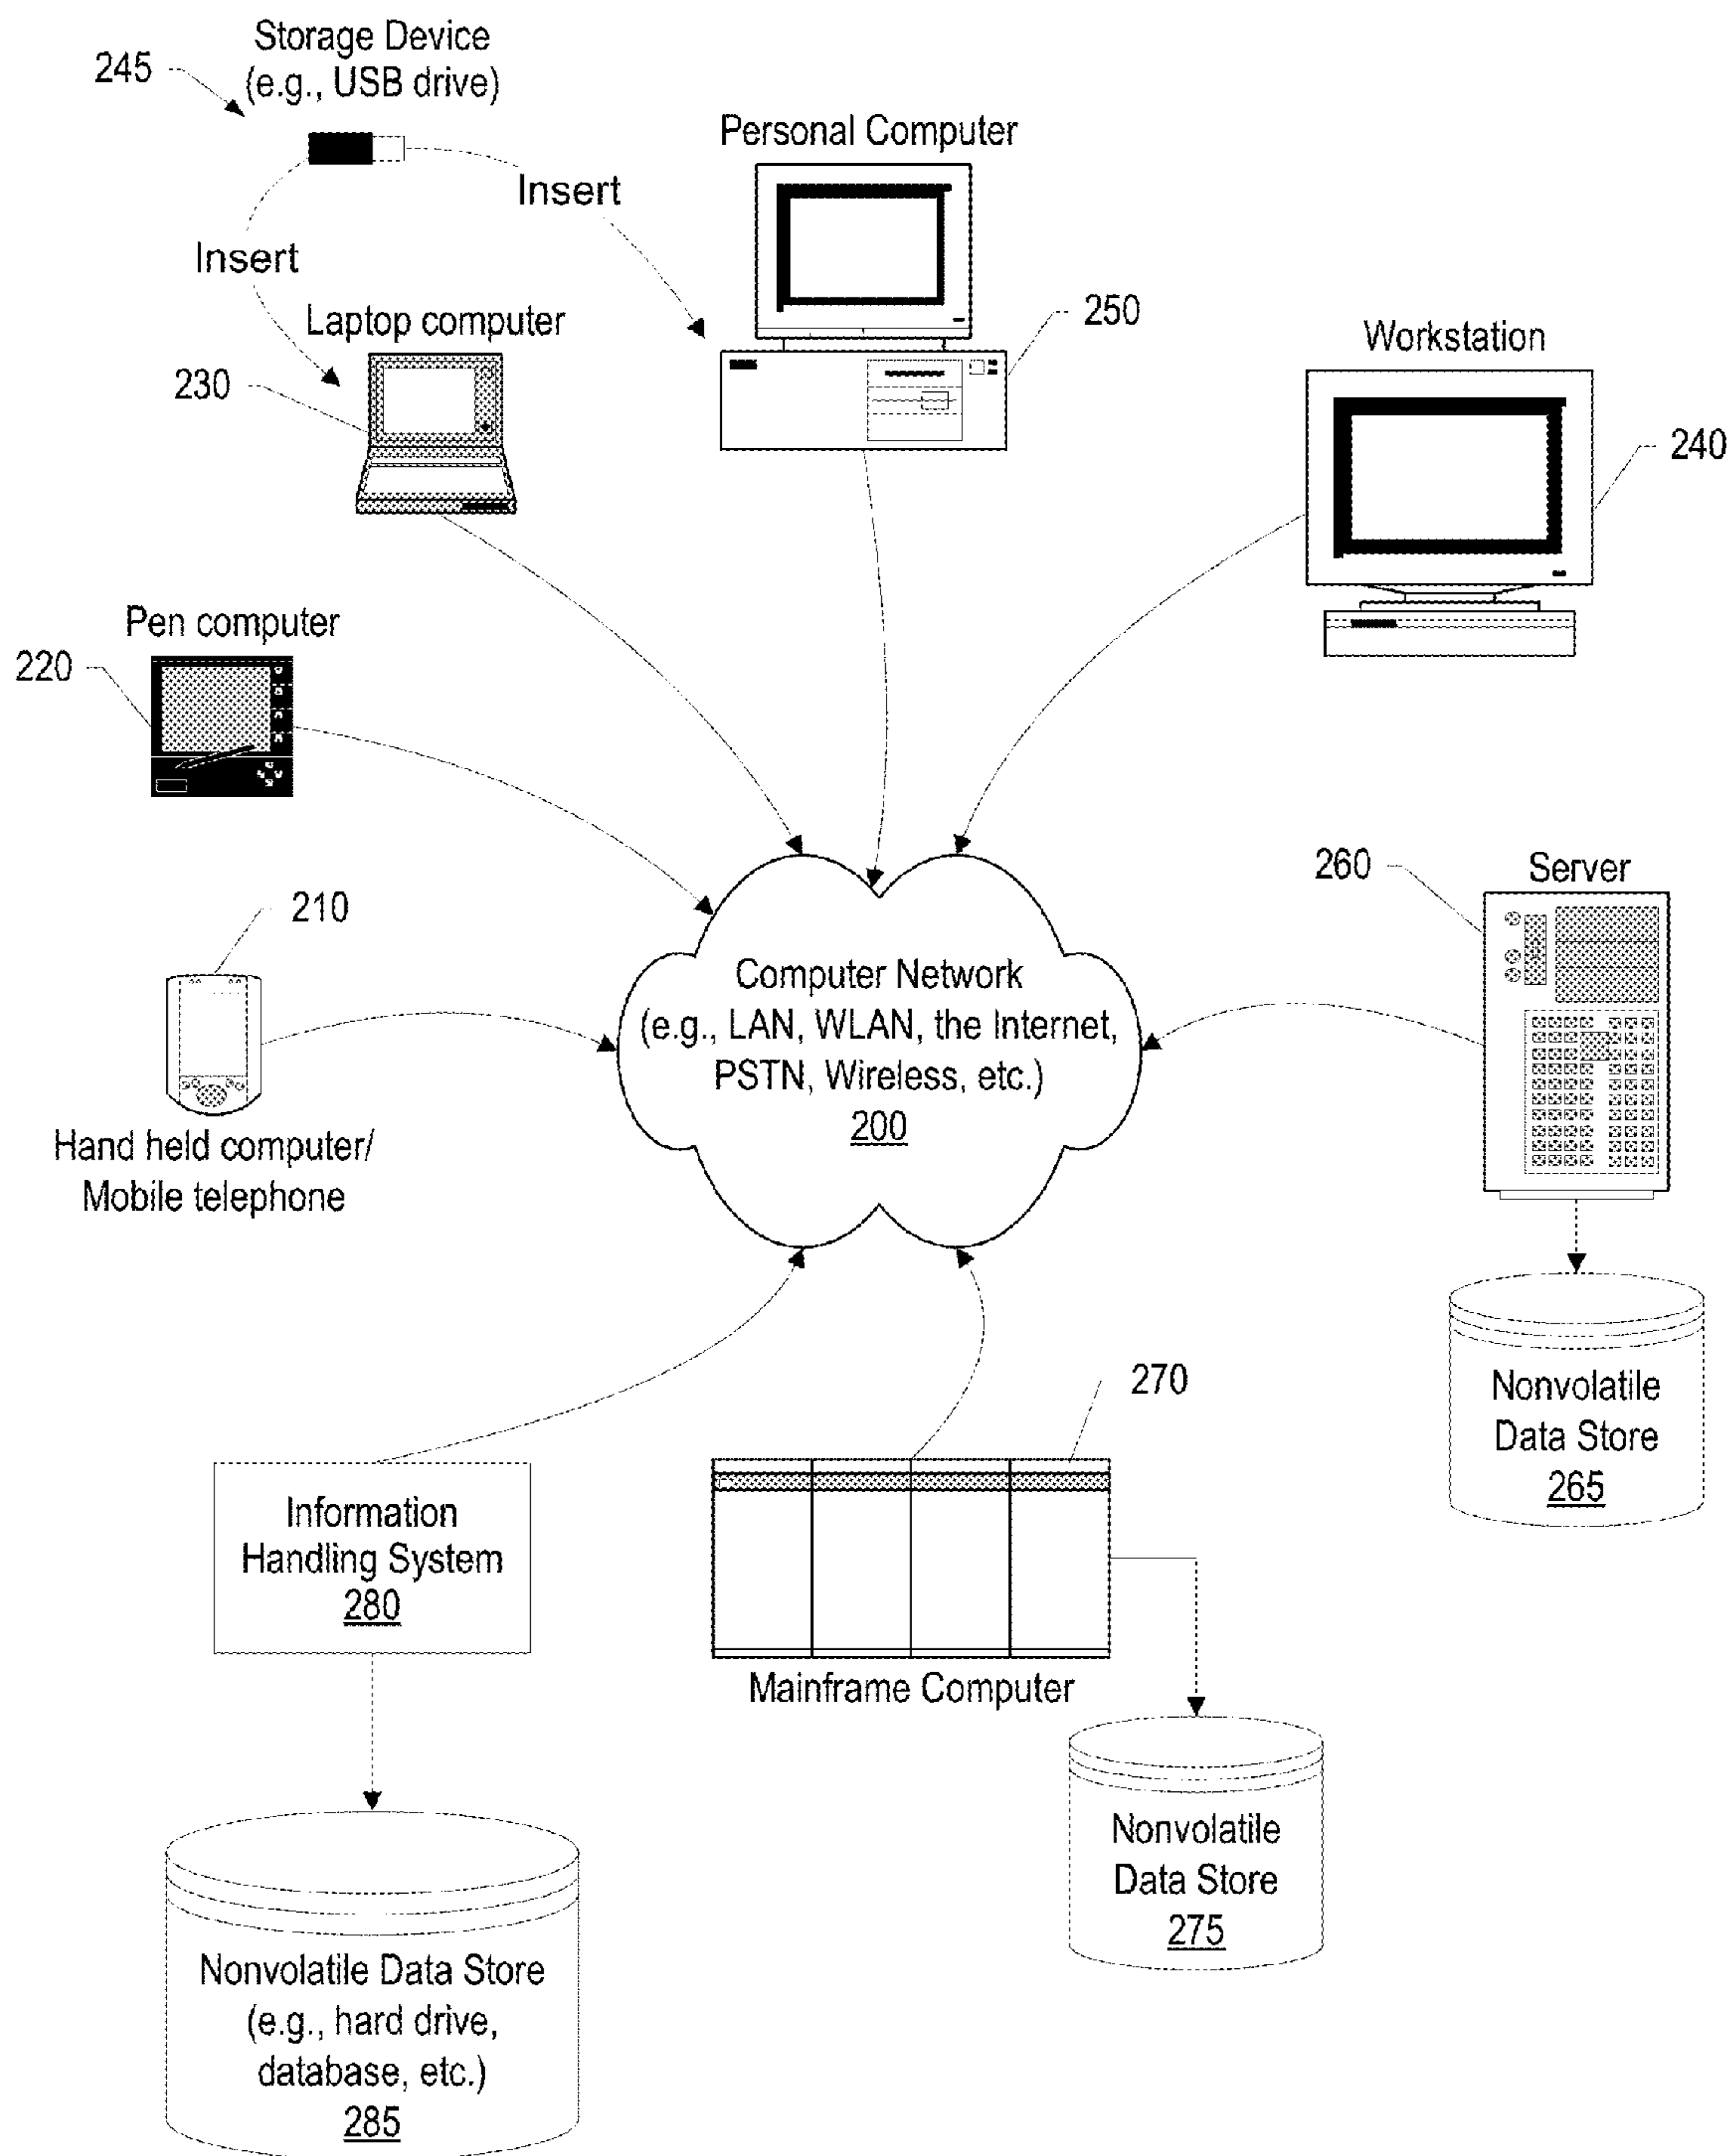 245
Storage Device
(e.g., USB drive)
Insert
Insert
Personal Computer
250
Laptop computer
230
Workstation
240
Pen computer
220
210
Hand held computer/
Mobile telephone
Computer Network
(e.g., LAN, WLAN, the Internet,
PSTN, Wireless, etc.)
200
260
Server
Nonvolatile
Data Store
265
270
Mainframe Computer
Nonvolatile
Data Store
275
Information
Handling System
280
Nonvolatile Data Store
(e.g., hard drive,
database, etc.)
285